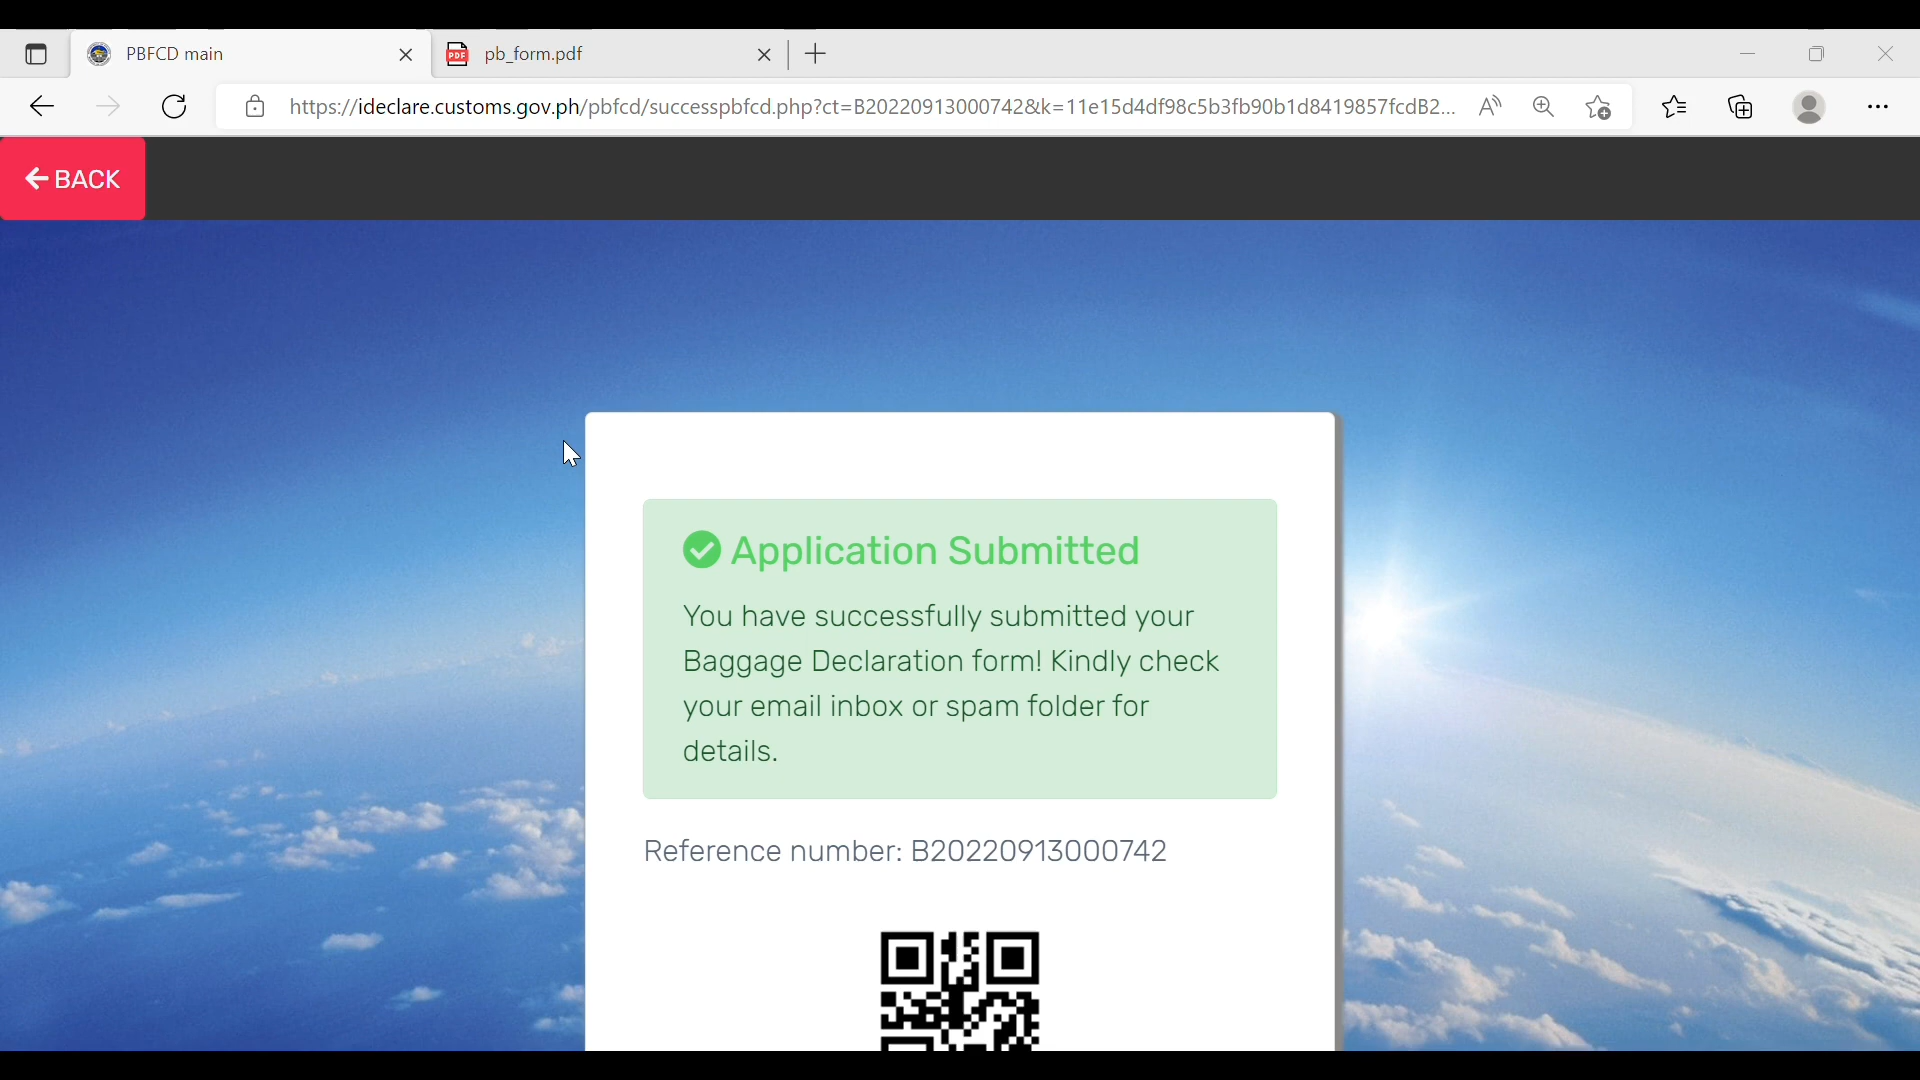 PBFCD main
pb_form.pdf
https://ideclare.customs.gov.ph/pbfcd/successpbfcd.php?ct=B20220913000742&k=11e15d4df98c5b3fb90b1d8419857fcdB2...
BACK
Application Submitted
You have successfully submitted your
Baggage Declaration form! Kindly check
your email inbox or spam folder for
details.
Reference number: B20220913000742